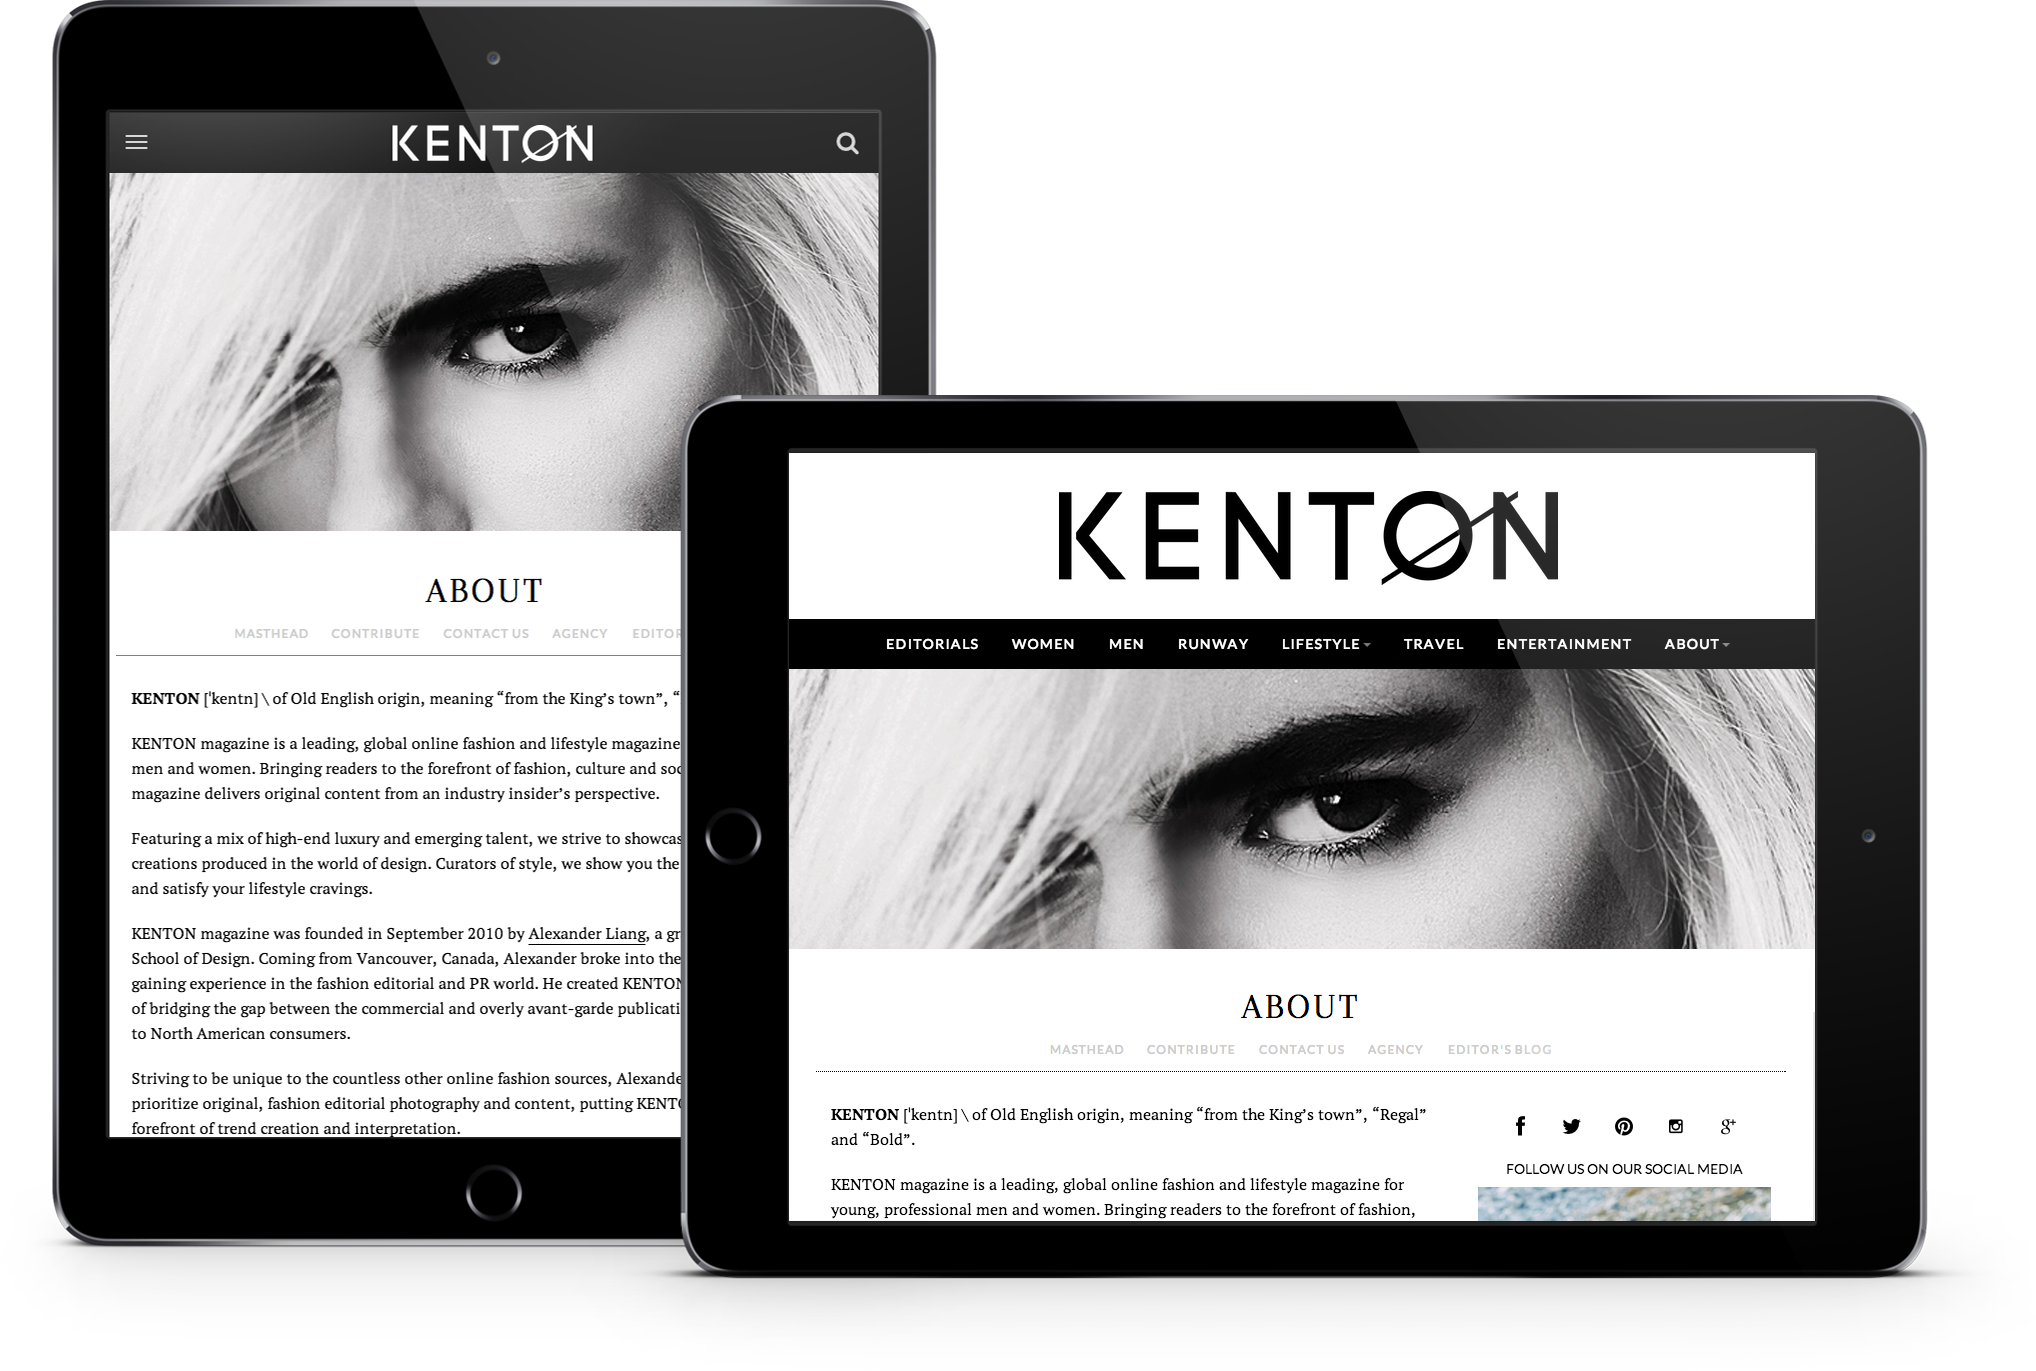 KENTON
ABOUT
MASTHEAD CONTRIBUTE CONTACT US AGENCY
KENTON ['kentn] \ of Old English origin, meaning “from the King’s town”, “
KENTON magazine is a leading, global online fashion and lifestyle magazine
men and women. Bringing readers to the forefront of fashion, culture and
magazine delivers original content from an industry insider’s perspective.
Featuring a mix of high-end luxury and emerging talent, we strive to
creations produced in the world of design. Curators of style, we show you the
and satisfy your lifestyle cravings.
KENTON magazine was founded in September 2010 by Alexander Liang, a
School of Design. Coming from Vancouver, Canada, Alexander broke into the
gaining experience in the fashion editorial and PR world. He created KENTON
of bridging the gap between the commercial and overly avant-garde
to North American consumers.
Striving to be unique to the countless other online fashion sources,
prioritize original, fashion editorial photography and content, putting
forefront of trend creation and interpretation.
KENTON
EDITORIALS WOMEN MEN RUNWAY LIFESTYLE TRAVEL ENTERTAINMENT ABOUT
ABOUT
MASTHEAD CONTRIBUTE CONTACT US AGENCY EDITOR'S BLOG
KENTON ['kentn] \ of Old English origin, meaning “from the King’s town”, “Regal”
and “Bold”.
KENTON magazine is a leading, global online fashion and lifestyle magazine for
young, professional men and women. Bringing readers to the forefront of fashion,
FOLLOW US ON OUR SOCIAL MEDIA